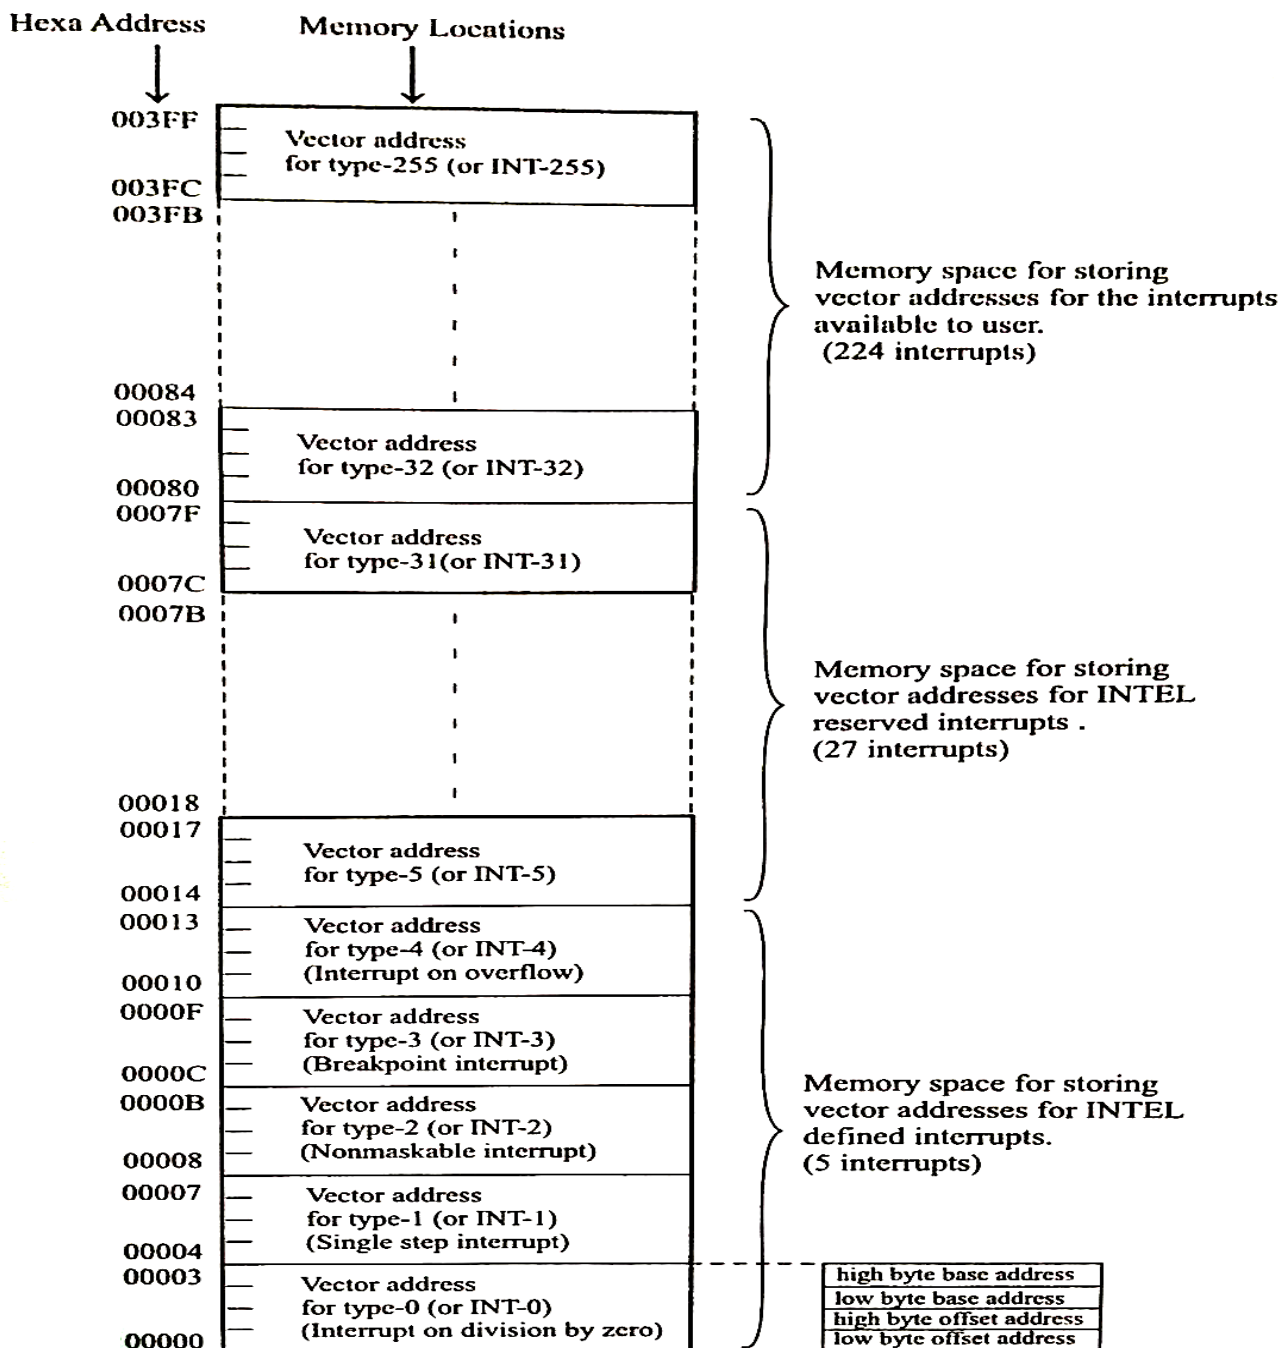 Hexa Address
Memory Locations
003FF
Vector address
for type-255 (or INT-255)
003FC
003FB
Memory space for storing
vector addresses for the interrupts
available to user.
(224 interrupts)
00084
00083
Vector address
for type-32 (or INT-32)
00080
0007F
Vector address
for type-31(or INT-31)
0007C
0007B
Memory space for storing
vector addresses for INTEL
reserved interrupts .
(27 interrupts)
00018
00017
Vector address
for type-5 (or INT-5)
00014
00013
Vector address
for type-4 (or INT-4)
(Interrupt on overflow)
00010
0000F
Vector address
for type-3 (or INT-3)
(Breakpoint interrupt)
0000C
0000B
Vector address
for type-2 (or INT-2)
(Nonmaskable interrupt)
00008
Memory space for storing
vector addresses for INTEL
defined interrupts.
(5 interrupts)
00007
Vector address
for type-1 (or INT-1)
(Single step interrupt)
00004
00003
Vector address
for type-0 (or INT-0)
(Interrupt on division by zero)
00000
high byte base address
low byte base address
high byte offset address
low byte offset address